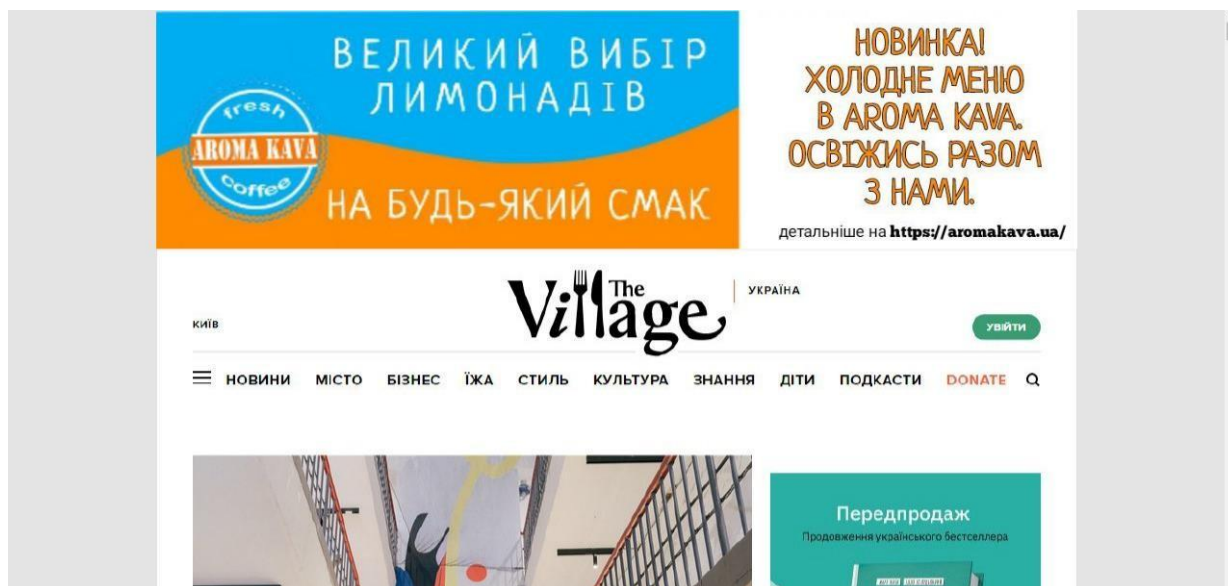 ВЕЛИКИЙ ВИБІР
ЛИМОНАДІВ
fresh
AROMA KAVA
coffee
НА БУДЬ-ЯКИЙ СМАК
НОВИНКА!
ХОЛОДНЕ МЕНЮ
В AROMA KAVA.
ОСВІЖИСЬ РАЗОМ
З НАМИ.
детальніше на https://aromakava.ua/
The
Village
УКРАЇНА
КИЇВ
УВІЙТИ
НОВИНИ МІСТО БІЗНЕС ЇЖА СТИЛЬ КУЛЬТУРА ЗНАННЯ ДІТИ ПОДКАСТИ DONATE
Передпродаж
Продовження українського бестселлера